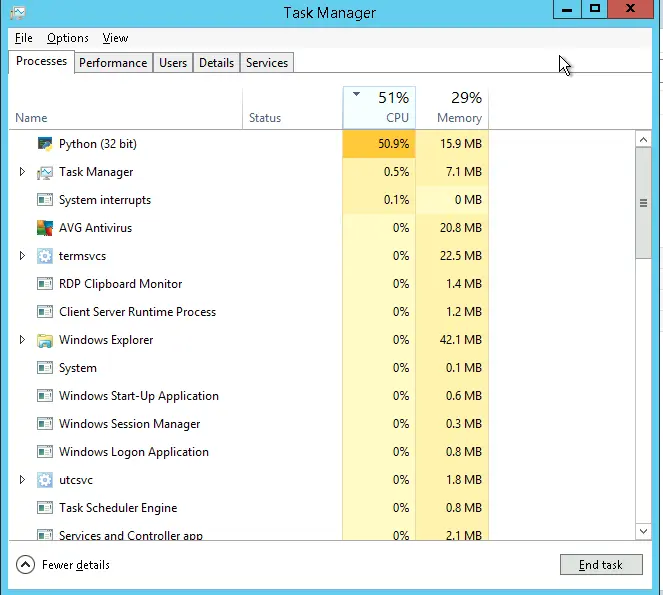 Task Manager
File Options View
Processes Performance Users Details Services
51% 29%
Name Status CPU Memory
Python (32 bit) 50.9% 15.9 MB
Task Manager 0.5% 7.1 MB
System interrupts 0.1% 0 MB
AVG Antivirus 0% 20.8 MB
termsvcs 0% 22.5 MB
RDP Clipboard Monitor 0% 1.4 MB
Client Server Runtime Process 0% 1.2 MB
Windows Explorer 0% 42.1 MB
System 0% 0.1 MB
Windows Start-Up Application 0% 0.6 MB
Windows Session Manager 0% 0.3 MB
Windows Logon Application 0% 0.8 MB
utcsvc 0% 1.8 MB
Task Scheduler Engine 0% 0.8 MB
Services and Controller app 0% 2.1 MB
Fewer details End task